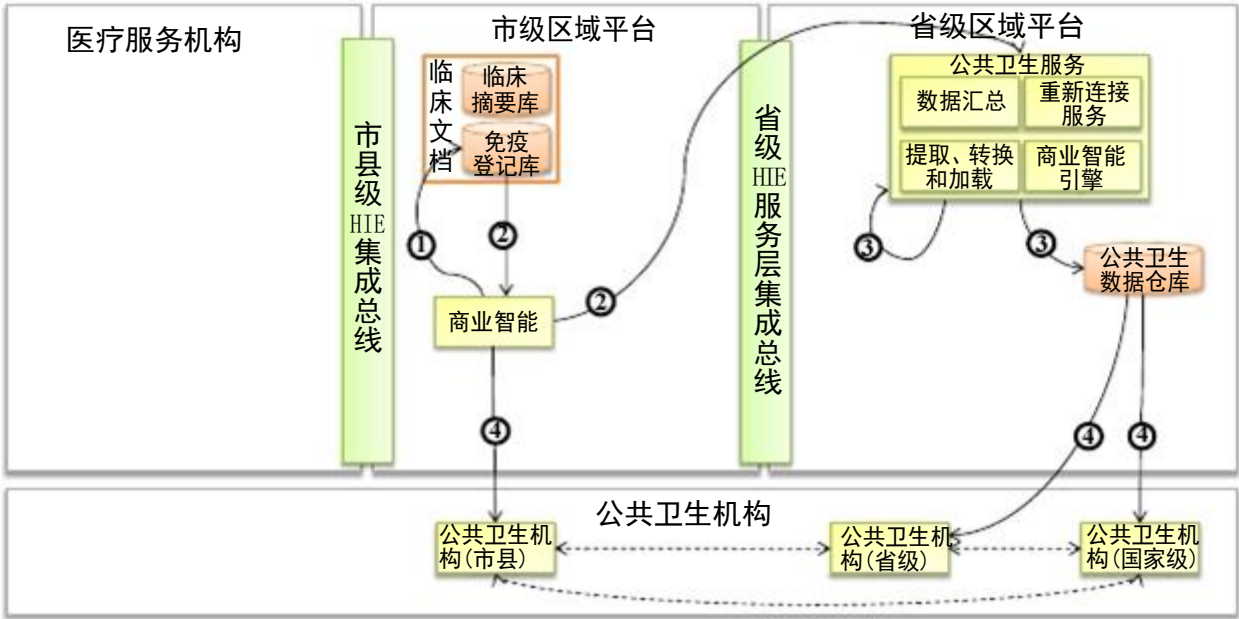 医疗服务机构
市县级HIE集成总线
市级区域平台
临床文档
临床
摘要库
免疫
登记库
①
②
商业智能
②
④
省级HIE服务层集成总线
省级区域平台
公共卫生服务
数据汇总
重新连接
服务
提取、转换
和加载
商业智能
引擎
③
③
公共卫生
数据仓库
④
④
公共卫生机构
公共卫生机
构(市县)
公共卫生机
构(省级)
公共卫生机
构(国家级)